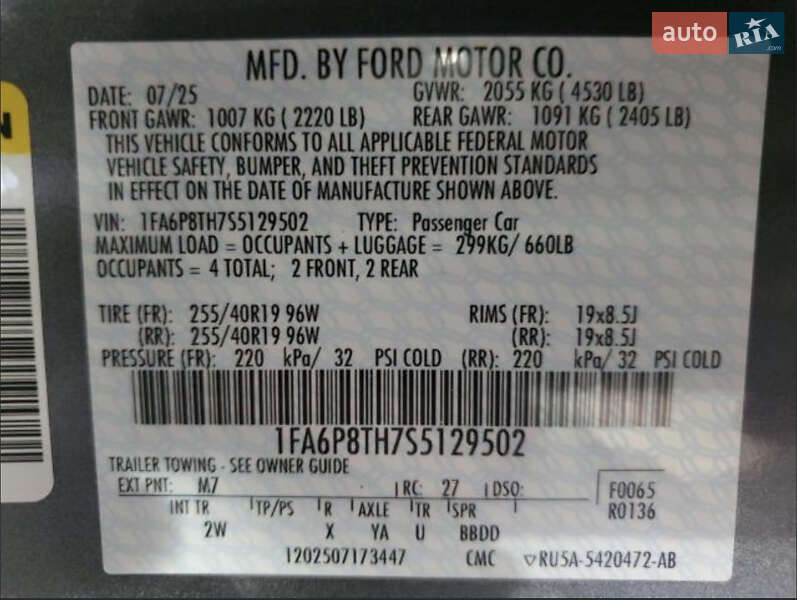 auto RIA .com
MFD. BY FORD MOTOR CO.
DATE: 07/25 GVWR: 2055 KG ( 4530 LB)
FRONT GAWR: 1007 KG ( 2220 LB) REAR GAWR: 1091 KG ( 2405 LB)
THIS VEHICLE CONFORMS TO ALL APPLICABLE FEDERAL MOTOR
VEHICLE SAFETY, BUMPER, AND THEFT PREVENTION STANDARDS
IN EFFECT ON THE DATE OF MANUFACTURE SHOWN ABOVE.
VIN: 1FA6P8TH7S5129502 TYPE: Passenger Car
MAXIMUM LOAD = OCCUPANTS + LUGGAGE = 299KG/ 660LB
OCCUPANTS = 4 TOTAL; 2 FRONT, 2 REAR
TIRE (FR): 255/40R19 96W RIMS (FR): 19x8.5J
(RR): 255/40R19 96W (RR): 19x8.5J
PRESSURE (FR): 220 kPa/ 32 PSI COLD (RR): 220 kPa/ 32 PSI COLD
1FA6P8TH7S5129502
TRAILER TOWING - SEE OWNER GUIDE
EXT PNT: M7 RC: 27 DSO: F0065
INT TR TP/PS R AXLE TR SPR R0136
2W X YA U BBDD
1202507173447 CMC ▽RU5A-5420472-AB